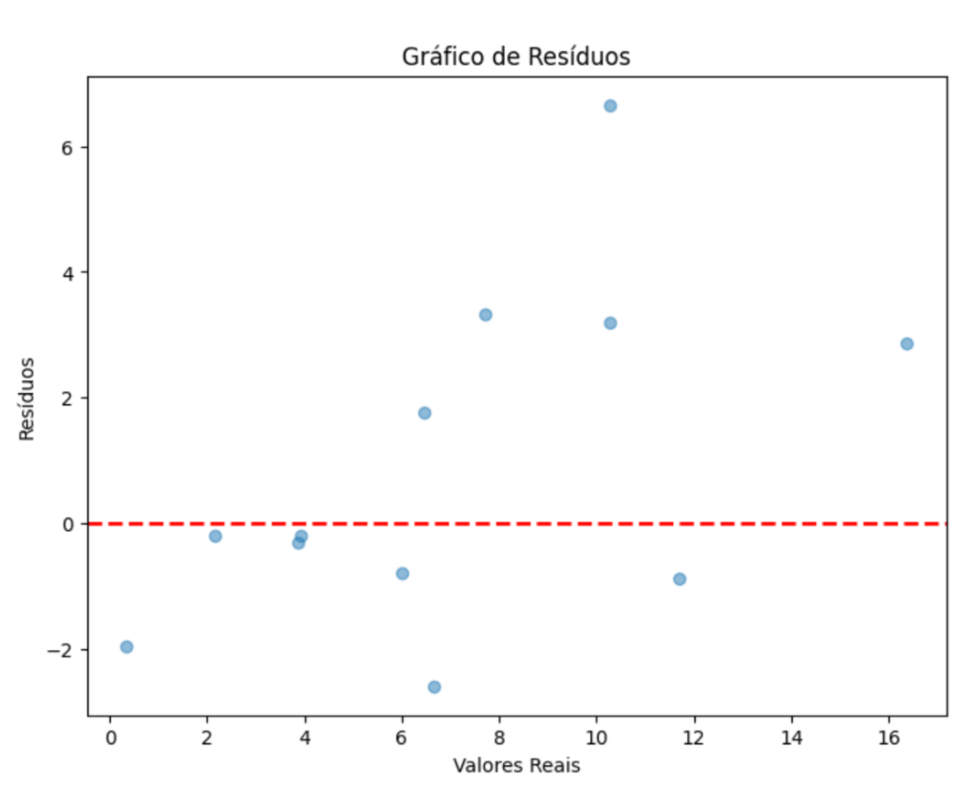 Gráfico de Resíduos
Resíduos
6
4
2
0
−2
0 2 4 6 8 10 12 14 16
Valores Reais